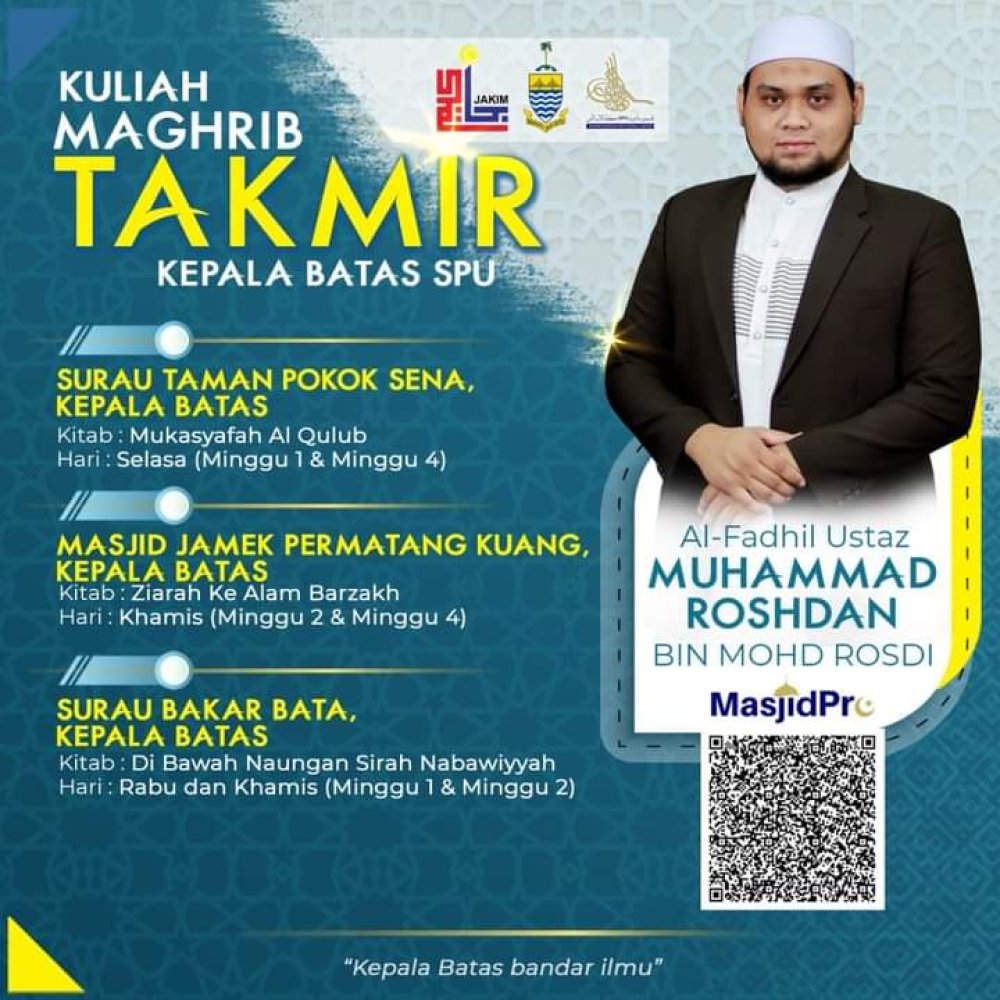 KULIAH
MAGHRIB
TAKMIR
KEPALA BATAS SPU
JAKIM
SURAU TAMAN POKOK SENA,
KEPALA BATAS
Kitab : Mukasyafah Al Qulub
Hari : Selasa (Minggu 1 & Minggu 4)
MASJID JAMEK PERMATANG KUANG,
KEPALA BATAS
Kitab : Ziarah Ke Alam Barzakh
Hari : Khamis (Minggu 2 & Minggu 4)
SURAU BAKAR BATA,
KEPALA BATAS
Kitab : Di Bawah Naungan Sirah Nabawiyyah
Hari : Rabu dan Khamis (Minggu 1 & Minggu 2)
Al-Fadhil Ustaz
MUHAMMAD
ROSHDAN
BIN MOHD ROSDI
MasjidPro
"Kepala Batas bandar ilmu"